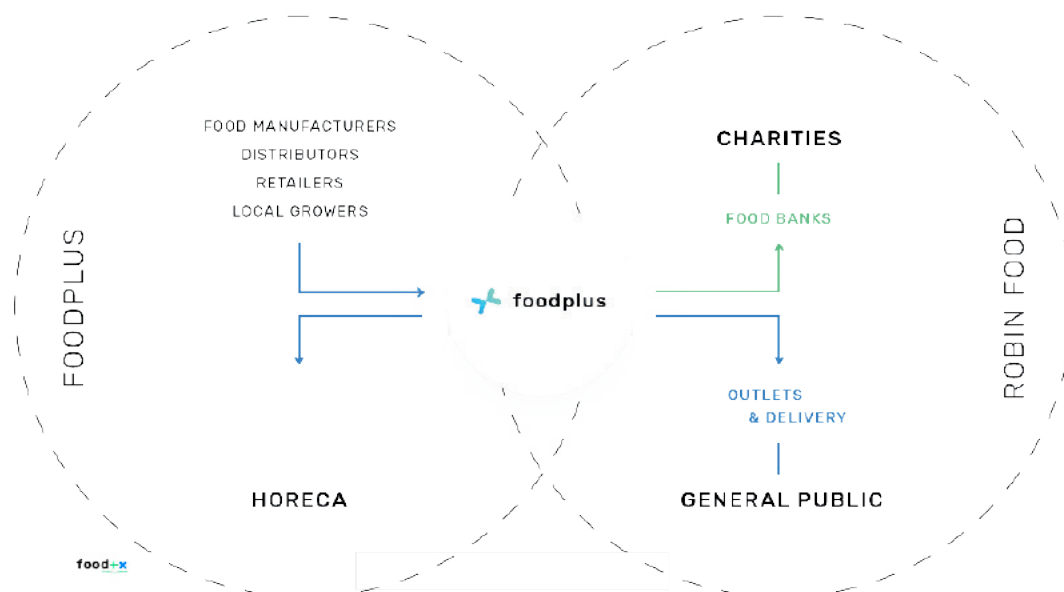 FOOD MANUFACTURERS
DISTRIBUTORS
RETAILERS
LOCAL GROWERS
FOODPLUS
foodplus
HORECA
CHARITIES
FOOD BANKS
OUTLETS
& DELIVERY
GENERAL PUBLIC
ROBIN FOOD
food+x